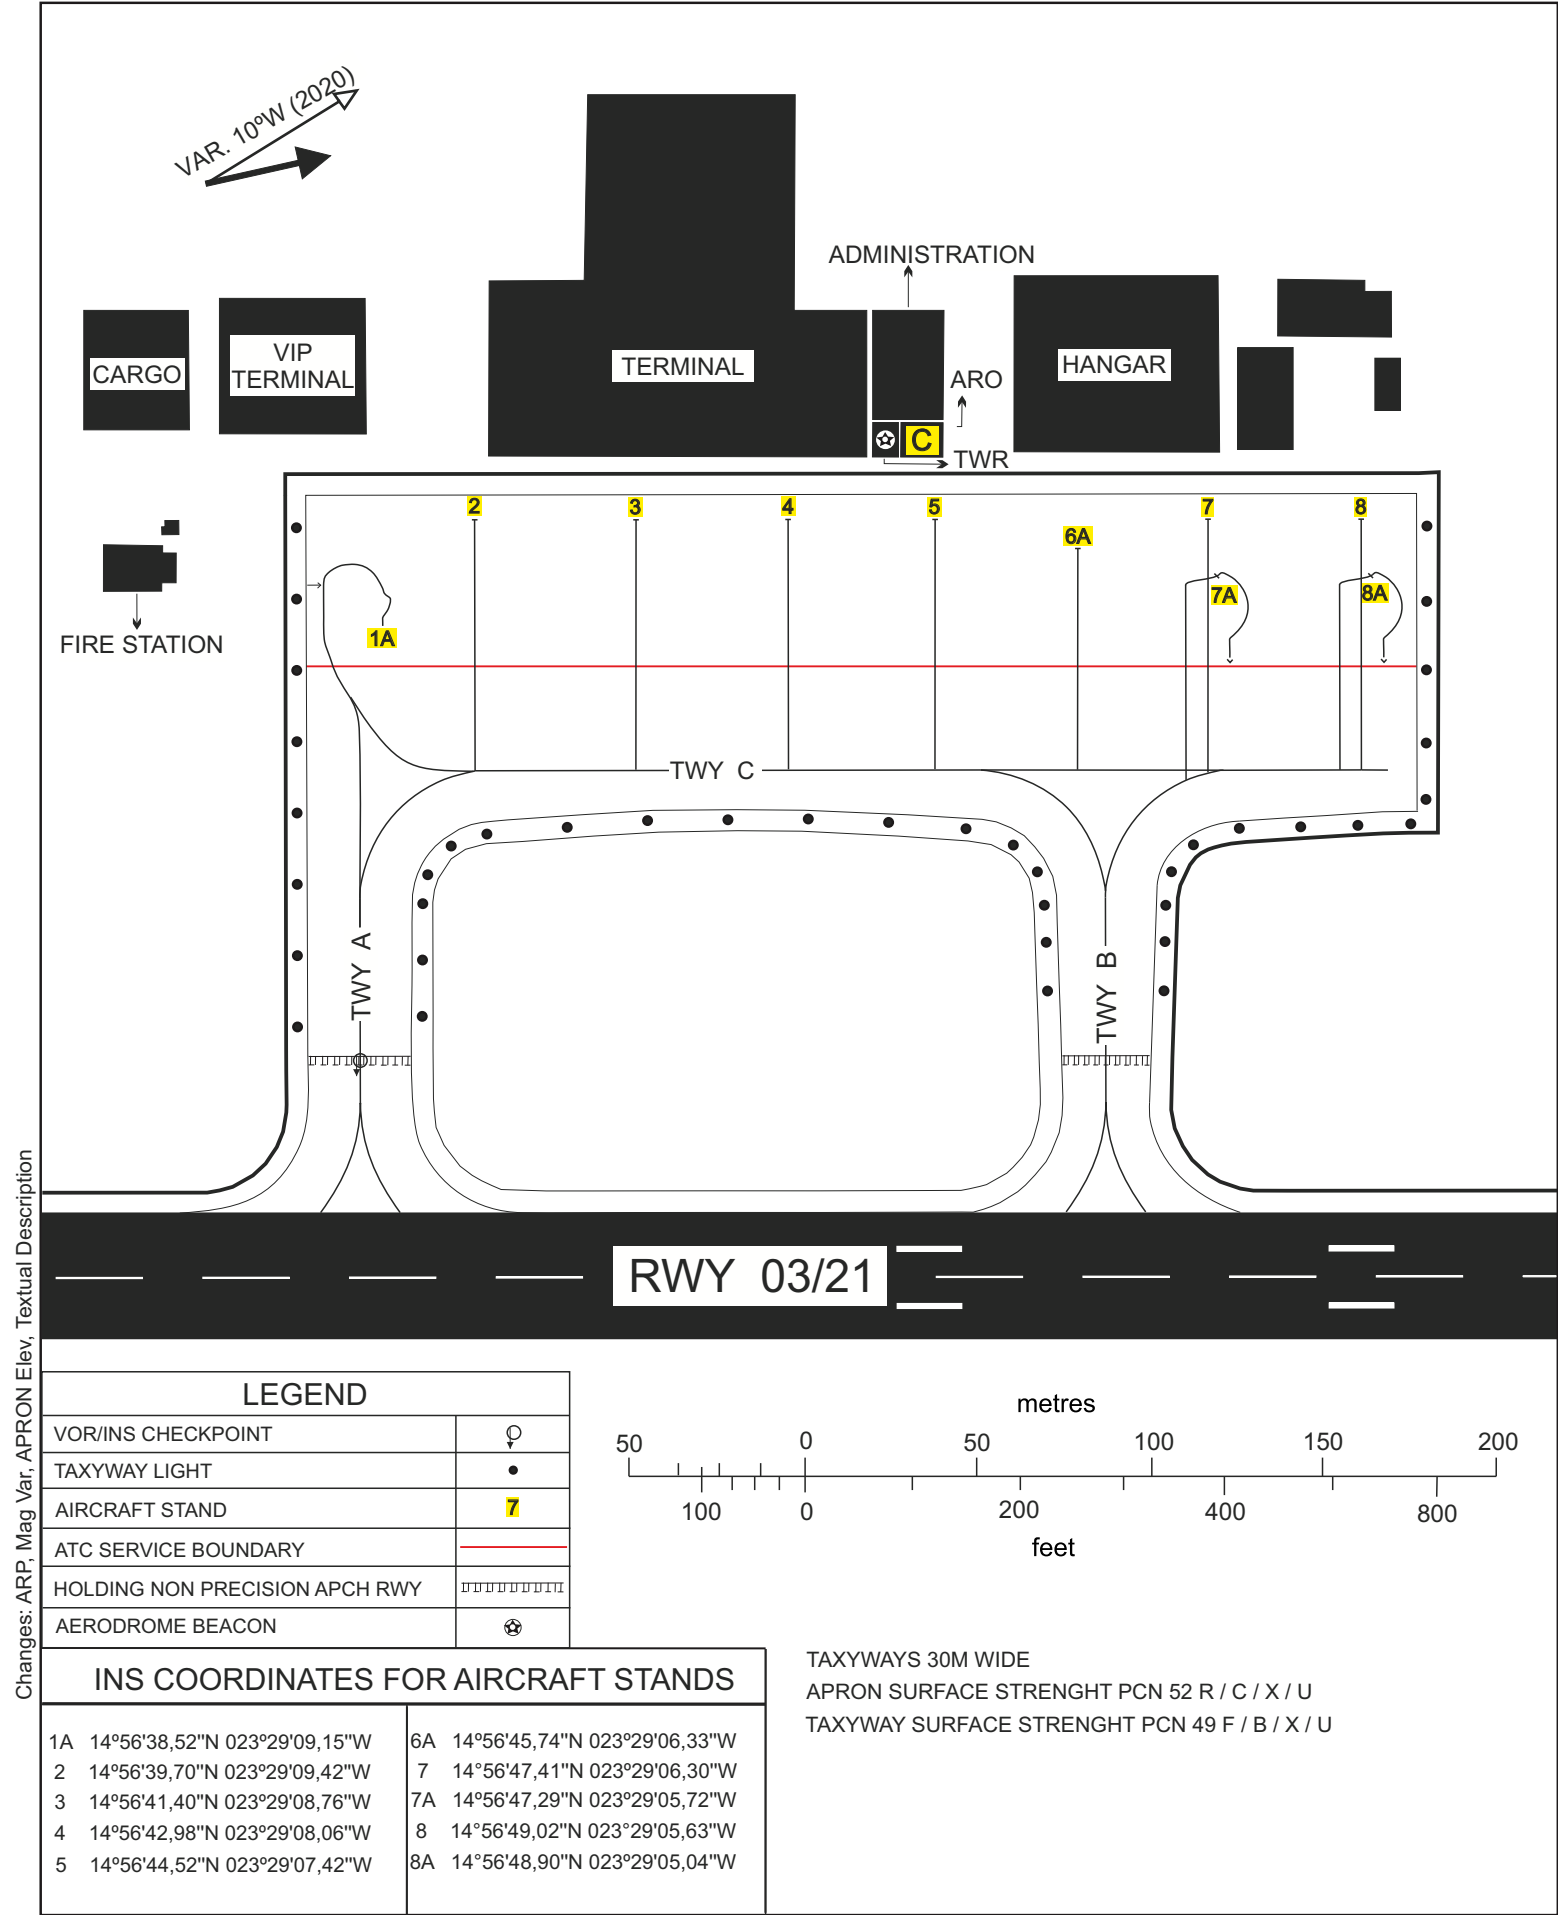 VAR. 10ºW (2020)
ADMINISTRATION
CARGO
VIP
TERMINAL
TERMINAL
HANGAR
ARO
C
TWR
2
3
4
5
6A
7
8
7A
8A
1A
FIRE STATION
TWY C
TWY A
TWY B
RWY 03/21
Changes: ARP, Mag Var, APRON Elev, Textual Description
LEGEND
VOR/INS CHECKPOINT
TAXYWAY LIGHT
AIRCRAFT STAND 7
ATC SERVICE BOUNDARY
HOLDING NON PRECISION APCH RWY
AERODROME BEACON
metres
50 0 50 100 150 200
100 0 200 400 800
feet
INS COORDINATES FOR AIRCRAFT STANDS
1A 14º56'38,52"N 023º29'09,15"W
2 14º56'39,70"N 023º29'09,42"W
3 14º56'41,40"N 023º29'08,76"W
4 14º56'42,98"N 023º29'08,06"W
5 14º56'44,52"N 023º29'07,42"W
6A 14º56'45,74"N 023º29'06,33"W
7 14°56'47,41"N 023º29'06,30"W
7A 14º56'47,29"N 023º29'05,72"W
8 14°56'49,02"N 023°29'05,63"W
8A 14°56'48,90"N 023º29'05,04"W
TAXYWAYS 30M WIDE
APRON SURFACE STRENGHT PCN 52 R / C / X / U
TAXYWAY SURFACE STRENGHT PCN 49 F / B / X / U